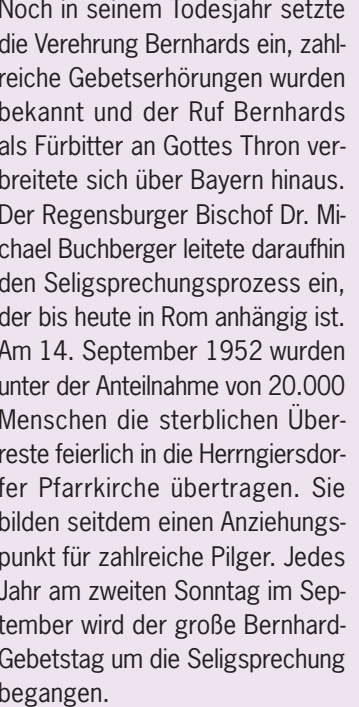 Noch in seinem Todesjahr setzte
die Verehrung Bernhards ein, zahl-
reiche Gebetserhörungen wurden
bekannt und der Ruf Bernhards
als Fürbitter an Gottes Thron ver-
breitete sich über Bayern hinaus.
Der Regensburger Bischof Dr. Mi-
chael Buchberger leitete daraufhin
den Seligsprechungsprozess ein,
der bis heute in Rom anhängig ist.
Am 14. September 1952 wurden
unter der Anteilnahme von 20.000
Menschen die sterblichen Über-
reste feierlich in die Herrngiersdor-
fer Pfarrkirche übertragen. Sie
bilden seitdem einen Anziehungs-
punkt für zahlreiche Pilger. Jedes
Jahr am zweiten Sonntag im Sep-
tember wird der große Bernhard-
Gebetstag um die Seligsprechung
begangen.